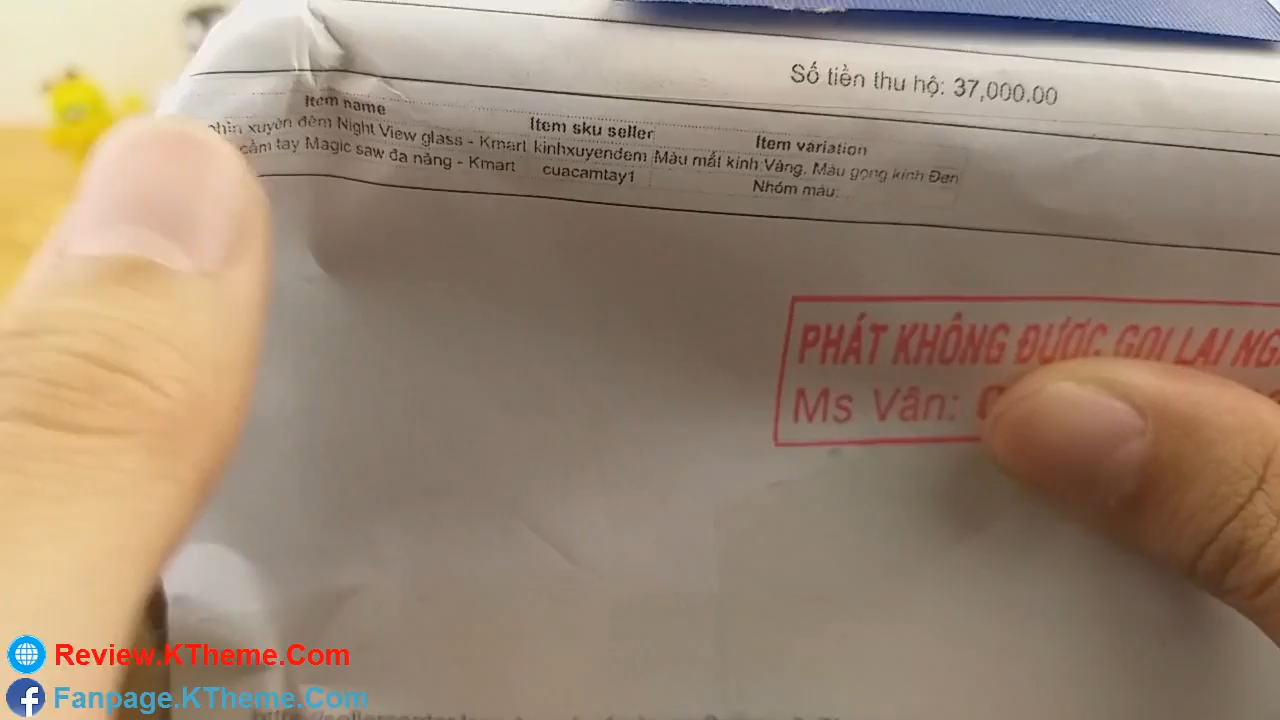 Số tiền thu hộ: 37,000.00
Item name Item sku seller Item variation
nhìn xuyên đêm Night View glass - Kmart kinhxuyendem Màu mắt kính:Vàng, Màu gọng kính Đen
cầm tay Magic saw đa năng - Kmart cuacamtay1 Nhóm màu:
PHÁT KHÔNG ĐƯỢC GỌI LẠI
Ms Vân:
Review.KTheme.Com
Fanpage.KTheme.Com